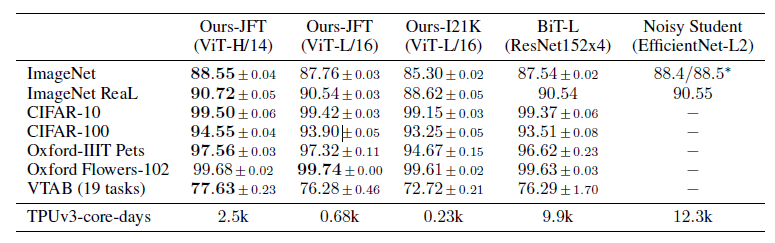 Ours-JFT Ours-JFT Ours-I21K BiT-L Noisy Student
(ViT-H/14) (ViT-L/16) (ViT-L/16) (ResNet152x4) (EfficientNet-L2)
ImageNet 88.55 ± 0.04 87.76 ± 0.03 85.30 ± 0.02 87.54 ± 0.02 88.4/88.5*
ImageNet ReaL 90.72 ± 0.05 90.54 ± 0.03 88.62 ± 0.05 90.54 90.55
CIFAR-10 99.50 ± 0.06 99.42 ± 0.03 99.15 ± 0.03 99.37 ± 0.06 –
CIFAR-100 94.55 ± 0.04 93.90 ± 0.05 93.25 ± 0.05 93.51 ± 0.08 –
Oxford-IIIT Pets 97.56 ± 0.03 97.32 ± 0.11 94.67 ± 0.15 96.62 ± 0.23 –
Oxford Flowers-102 99.68 ± 0.02 99.74 ± 0.00 99.61 ± 0.02 99.63 ± 0.03 –
VTAB (19 tasks) 77.63 ± 0.23 76.28 ± 0.46 72.72 ± 0.21 76.29 ± 1.70 –
TPUv3-core-days 2.5k 0.68k 0.23k 9.9k 12.3k